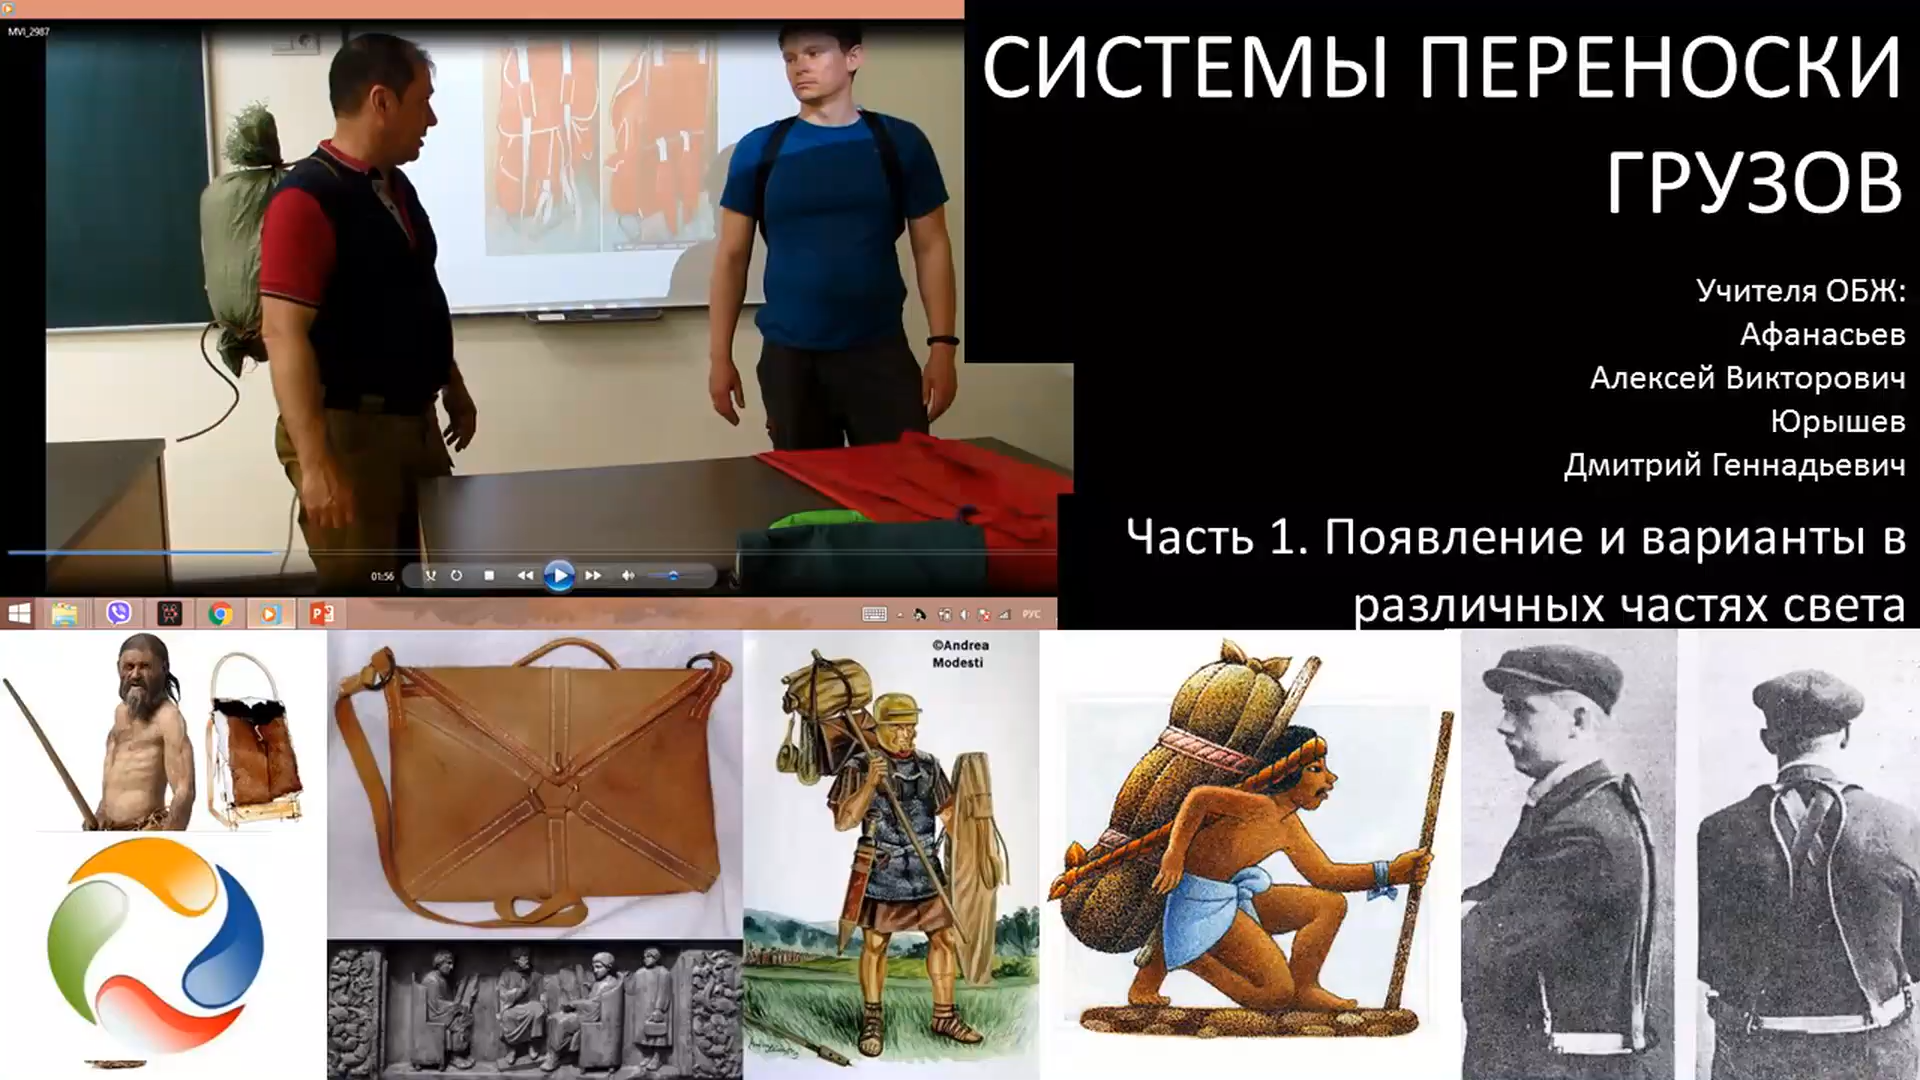 MVI_2987
СИСТЕМЫ ПЕРЕНОСКИ
ГРУЗОВ
Учителя ОБЖ:
Афанасьев
Алексей Викторович
Юрышев
Дмитрий Геннадьевич
Часть 1. Появление и варианты в
различных частях света
01:56
РУС
©Andrea
Modesti